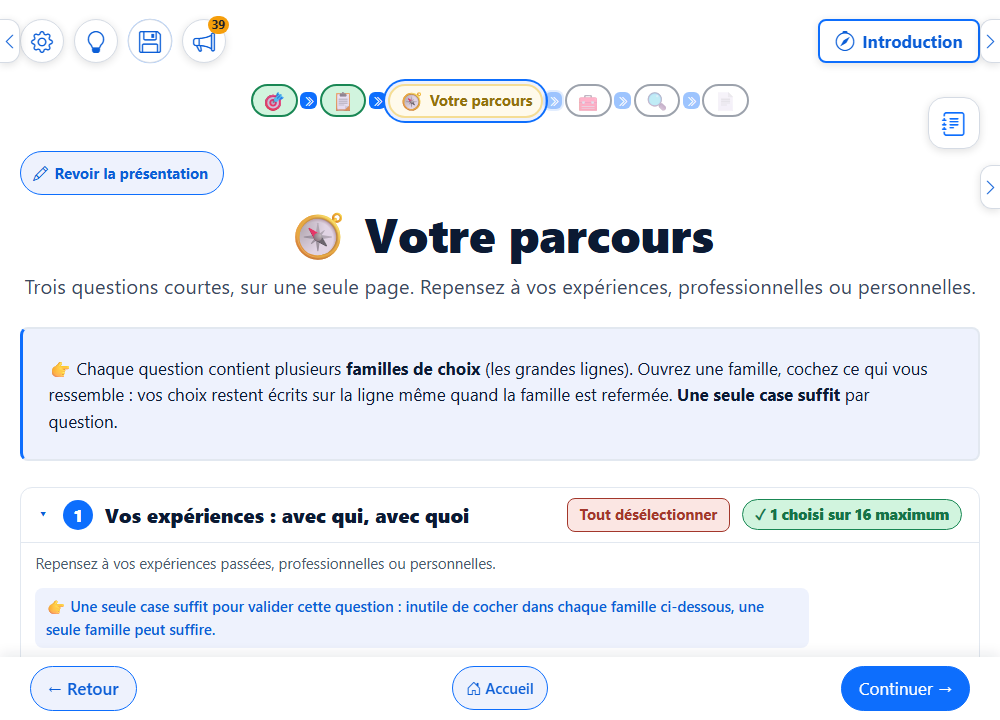 39
Introduction
Votre parcours
Revoir la présentation
Votre parcours
Trois questions courtes, sur une seule page. Repensez à vos expériences, professionnelles ou personnelles.
👉 Chaque question contient plusieurs familles de choix (les grandes lignes). Ouvrez une famille, cochez ce qui vous
ressemble : vos choix restent écrits sur la ligne même quand la famille est refermée. Une seule case suffit par
question.
1 Vos expériences : avec qui, avec quoi
Tout désélectionner
✓ 1 choisi sur 16 maximum
Repensez à vos expériences passées, professionnelles ou personnelles.
👉 Une seule case suffit pour valider cette question : inutile de cocher dans chaque famille ci-dessous, une
seule famille peut suffire.
← Retour
Accueil
Continuer →